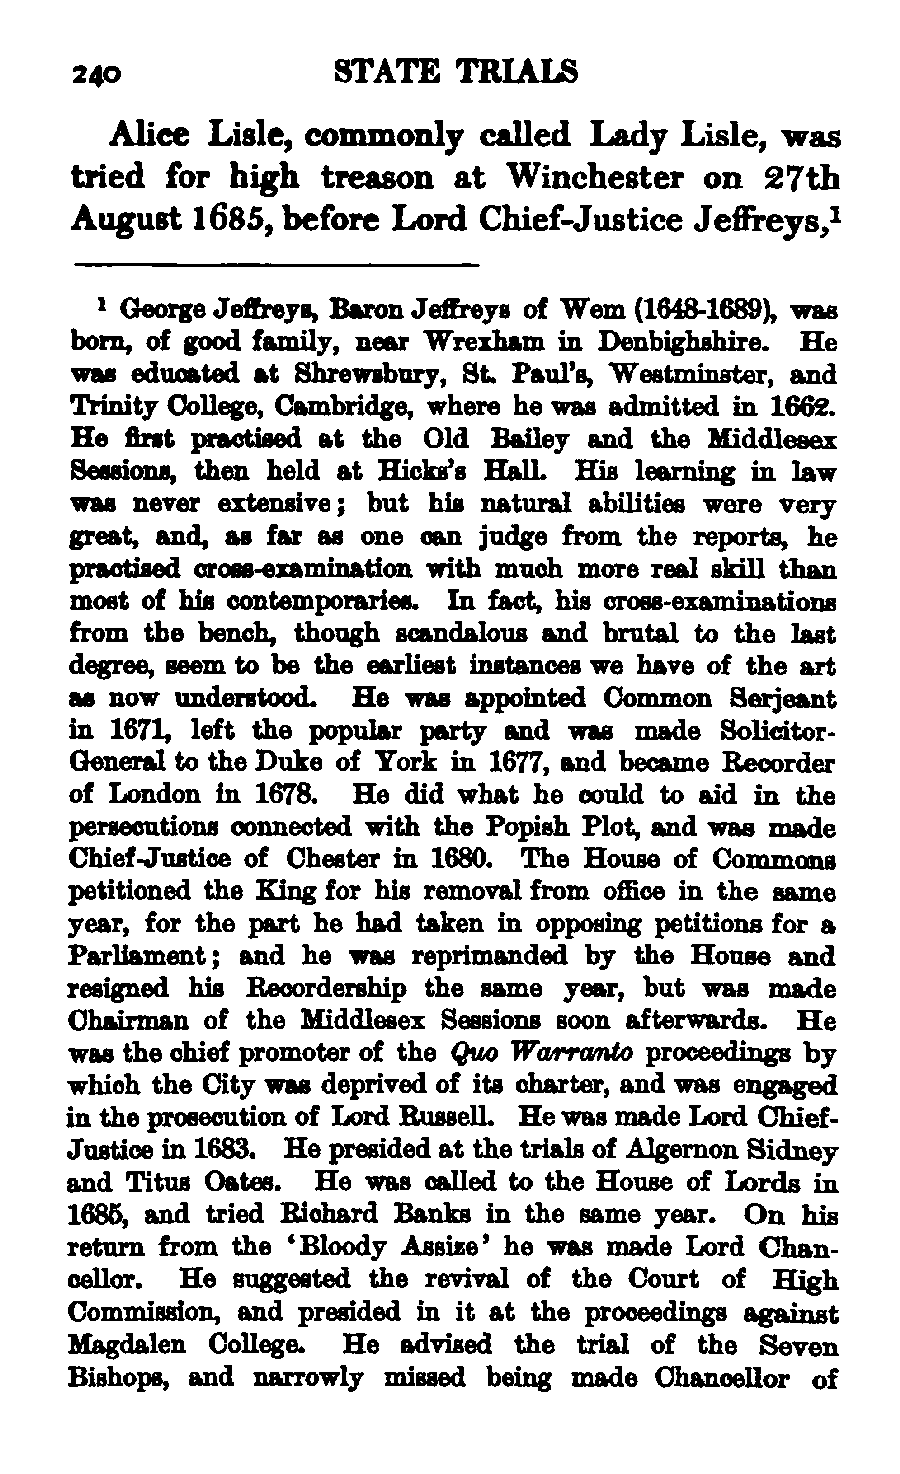 240 STATE TRIALS
Alice Lisle, commonly called Lady Lisle, was
tried for high treason at Winchester on 27th
August 1685, before Lord Chief-Justice Jeffreys,¹
¹ George Jeffreys, Baron Jeffreys of Wem (1648-1689), was
born, of good family, near Wrexham in Denbighshire. He
was educated at Shrewsbury, St. Paul's, Westminster, and
Trinity College, Cambridge, where he was admitted in 1662.
He first practised at the Old Bailey and the Middlesex
Sessions, then held at Hicks's Hall. His learning in law
was never extensive; but his natural abilities were very
great, and, as far as one can judge from the reports, he
practised cross-examination with much more real skill than
most of his contemporaries. In fact, his cross-examinations
from the bench, though scandalous and brutal to the last
degree, seem to be the earliest instances we have of the art
as now understood. He was appointed Common Serjeant
in 1671, left the popular party and was made Solicitor-
General to the Duke of York in 1677, and became Recorder
of London in 1678. He did what he could to aid in the
persecutions connected with the Popish Plot, and was made
Chief-Justice of Chester in 1680. The House of Commons
petitioned the King for his removal from office in the same
year, for the part he had taken in opposing petitions for a
Parliament; and he was reprimanded by the House and
resigned his Recordership the same year, but was made
Chairman of the Middlesex Sessions soon afterwards. He
was the chief promoter of the Quo Warranto proceedings by
which the City was deprived of its charter, and was engaged
in the prosecution of Lord Russell. He was made Lord Chief-
Justice in 1683. He presided at the trials of Algernon Sidney
and Titus Oates. He was called to the House of Lords in
1685, and tried Richard Banks in the same year. On his
return from the 'Bloody Assize' he was made Lord Chan-
cellor. He suggested the revival of the Court of High
Commission, and presided in it at the proceedings against
Magdalen College. He advised the trial of the Seven
Bishops, and narrowly missed being made Chancellor of